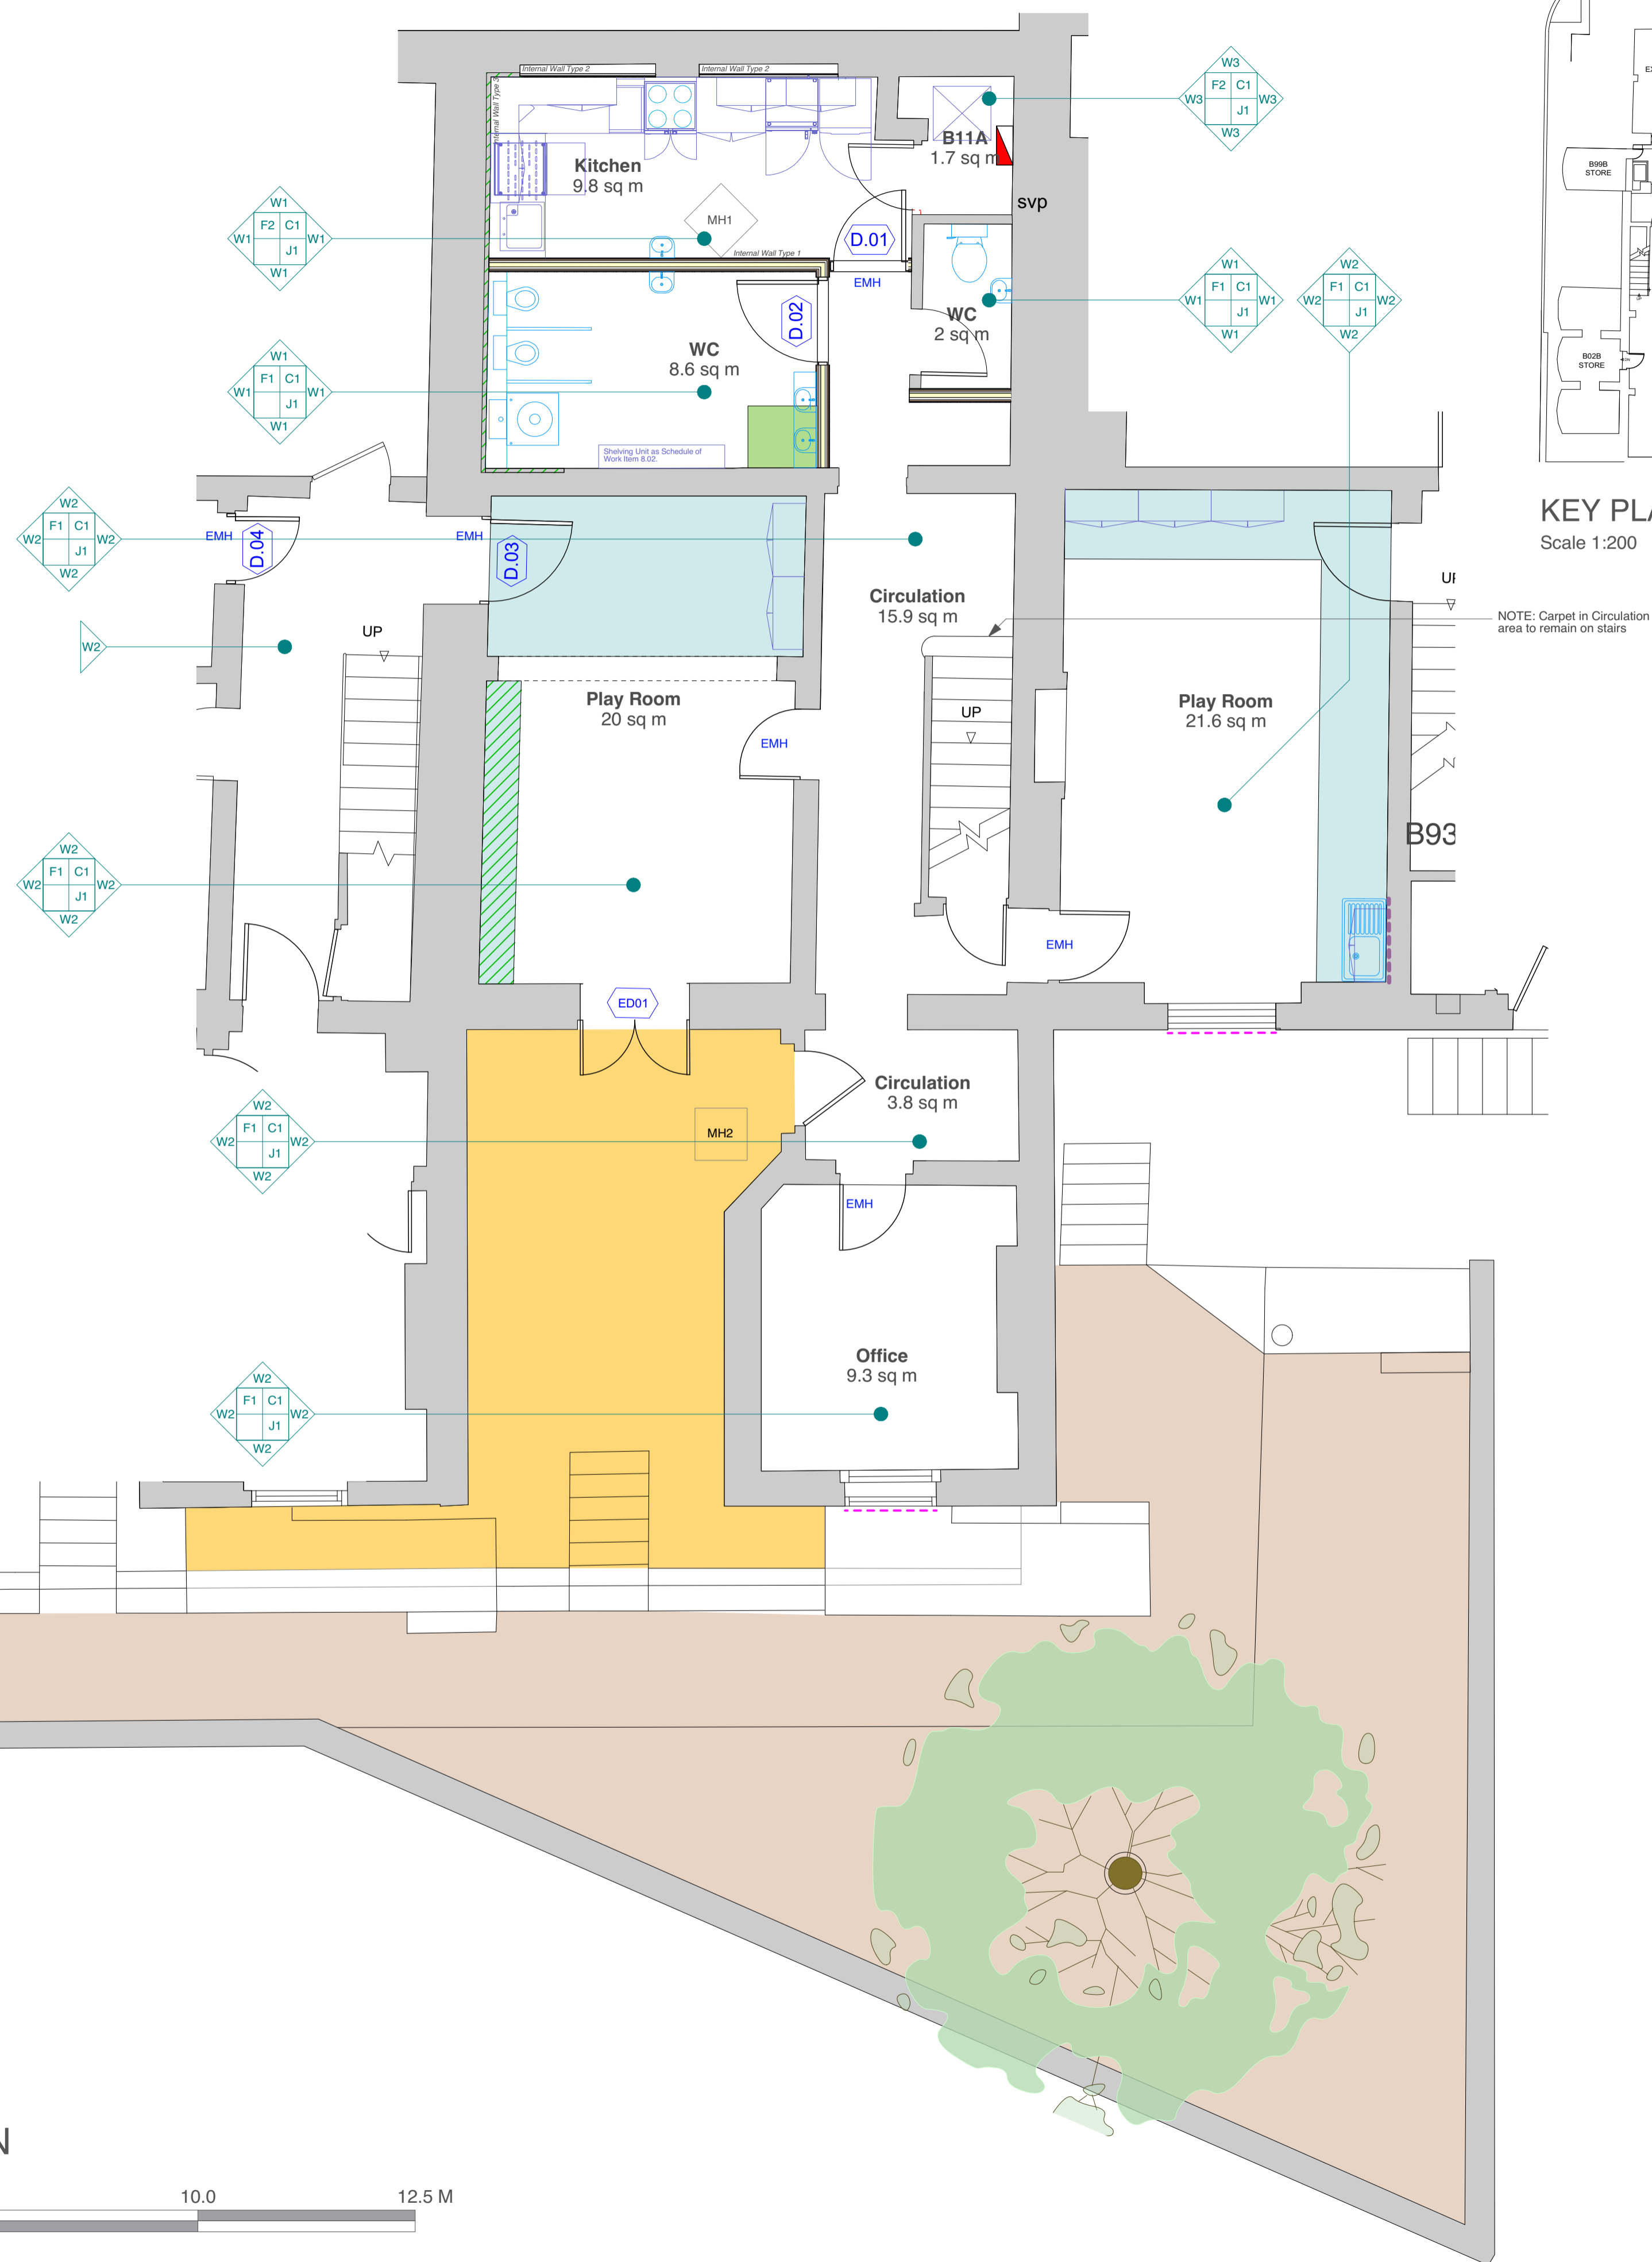 Internal Wall Type 2
Internal Wall Type 2
Internal Wall Type 3
W3
F2 C1
W3 W3
J1
W3
B11A
1.7 sq m
Kitchen
9.8 sq m
B99B
STORE
svp
MH1
W1
F2 C1
W1 W1
J1
W1
D.01
Internal Wall Type 1
EMH
W1
F1 C1
W1 W1
J1
W1
W2
F1 C1
W2 W2
J1
W2
D.02
WC
2 sq m
WC
8.6 sq m
B02B
STORE
W1
F1 C1
W1 W1
J1
W1
Shelving Unit as Schedule of
Work Item 8.02.
KEY PLA
Scale 1:200
W2
F1 C1
W2 W2
J1
W2
EMH
D.04
EMH
D.03
Circulation
15.9 sq m
UP
NOTE: Carpet in Circulation
area to remain on stairs
UP
W2
Play Room
20 sq m
UP
Play Room
21.6 sq m
EMH
B93
W2
F1 C1
W2 W2
J1
W2
EMH
ED01
Circulation
3.8 sq m
W2
F1 C1
W2 W2
J1
W2
MH2
EMH
Office
9.3 sq m
W2
F1 C1
W2 W2
J1
W2
N
10.0 12.5 M